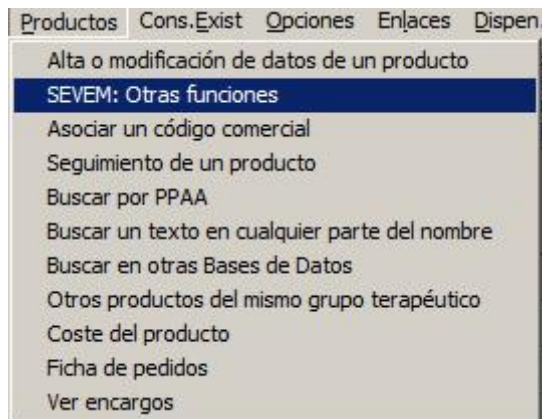 Productos Cons.Exist Opciones Enlaces Dispen.
Alta o modificación de datos de un producto
SEVEM: Otras funciones
Asociar un código comercial
Seguimiento de un producto
Buscar por PPAA
Buscar un texto en cualquier parte del nombre
Buscar en otras Bases de Datos
Otros productos del mismo grupo terapéutico
Coste del producto
Ficha de pedidos
Ver encargos